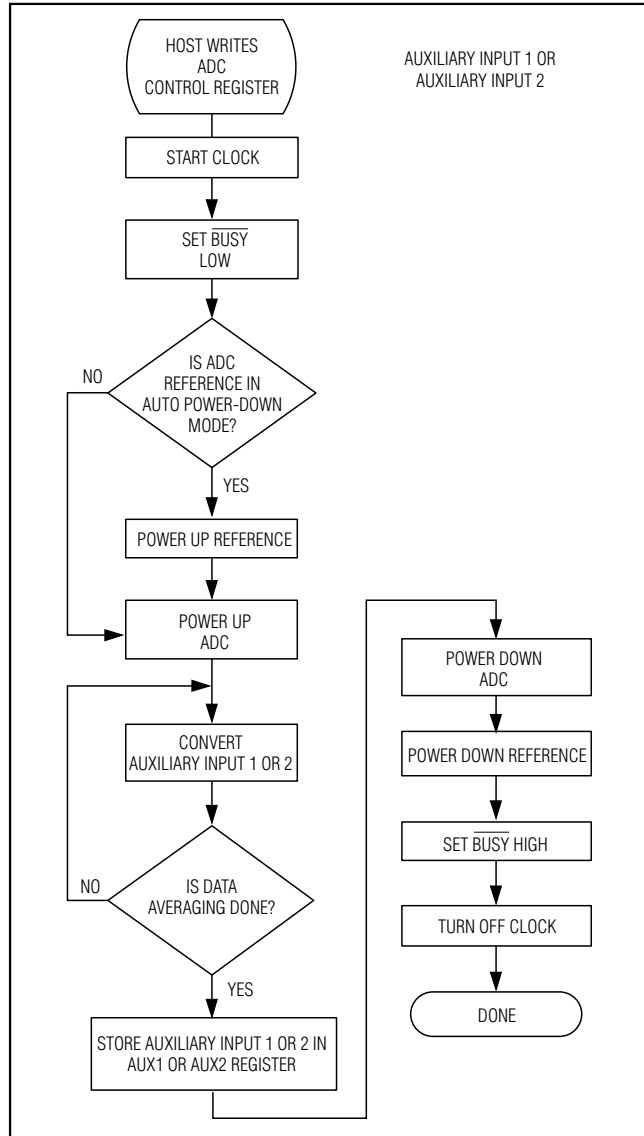 HOST WRITES
ADC
CONTROL REGISTER
AUXILIARY INPUT 1 OR
AUXILIARY INPUT 2
START CLOCK
SET B̅U̅S̅Y̅
LOW
IS ADC
REFERENCE IN
AUTO POWER-DOWN
MODE?
NO
YES
POWER UP REFERENCE
POWER UP
ADC
CONVERT
AUXILIARY INPUT 1 OR 2
IS DATA
AVERAGING DONE?
NO
YES
STORE AUXILIARY INPUT 1 OR 2 IN
AUX1 OR AUX2 REGISTER
POWER DOWN
ADC
POWER DOWN REFERENCE
SET B̅U̅S̅Y̅ HIGH
TURN OFF CLOCK
DONE